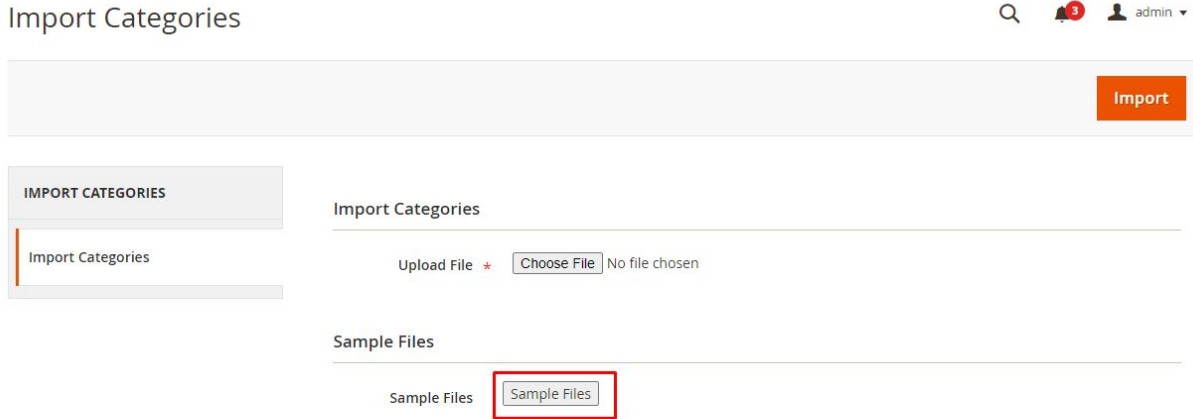 Import Categories
3
admin
Import
IMPORT CATEGORIES
Import Categories
Import Categories
Upload File *
Choose File No file chosen
Sample Files
Sample Files
Sample Files